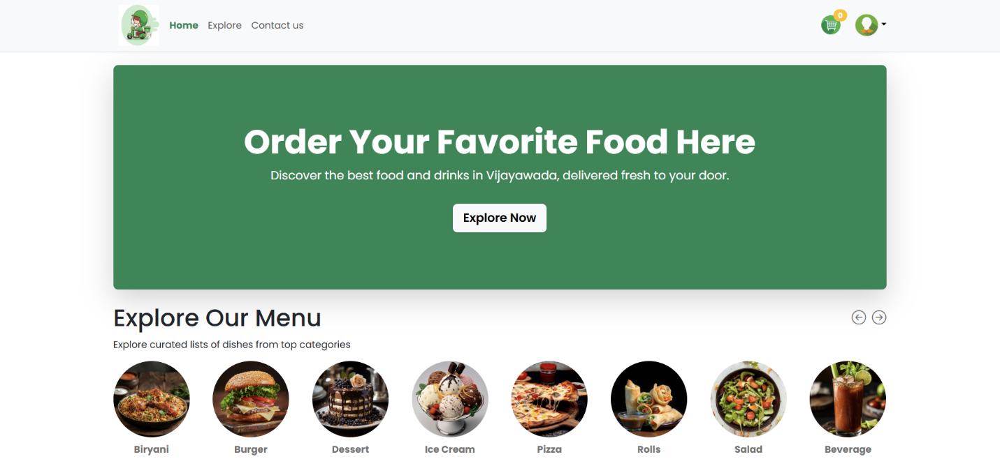 Home Explore Contact us 0
Order Your Favorite Food Here
Discover the best food and drinks in Vijayawada, delivered fresh to your door.
Explore Now
Explore Our Menu
Explore curated lists of dishes from top categories
Biryani Burger Dessert Ice Cream Pizza Rolls Salad Beverage